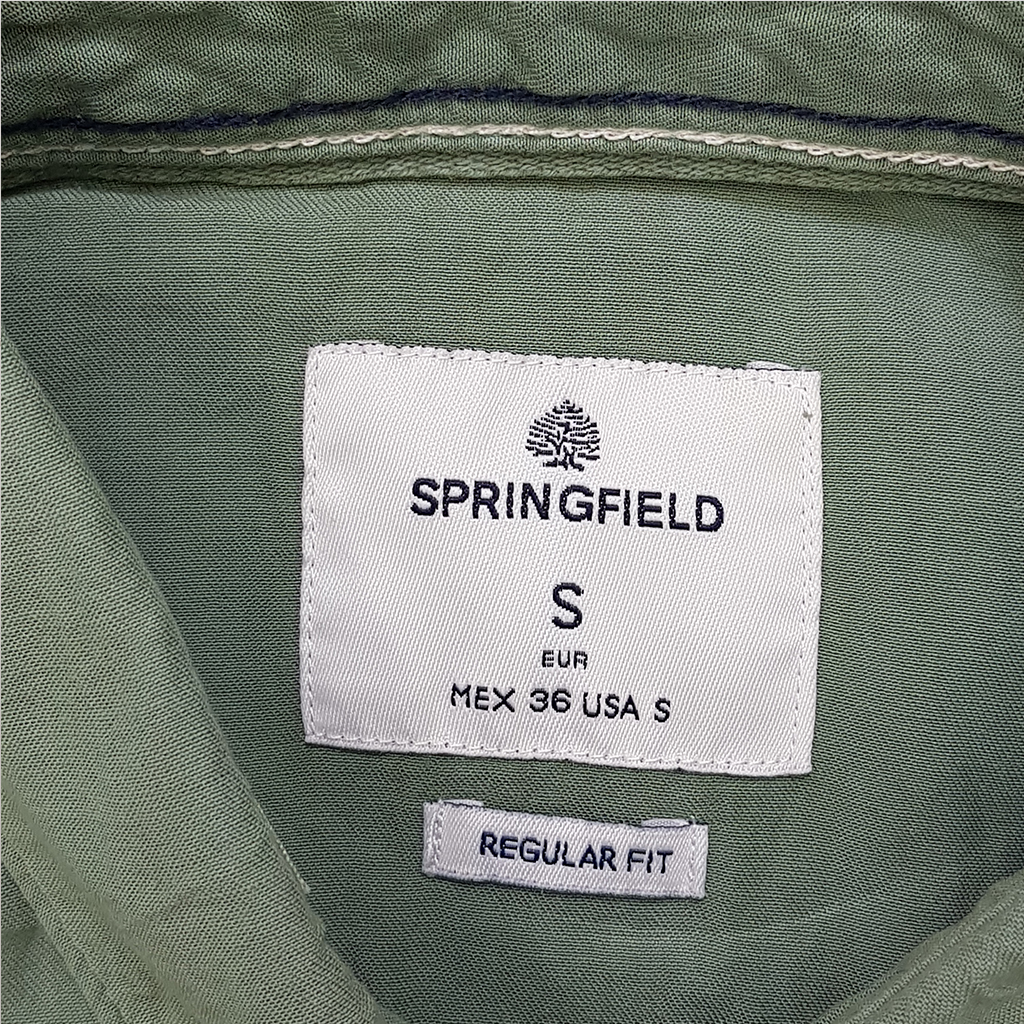 SPRINGFIELD
S
EUR
MEX 36 USA S
REGULAR FIT